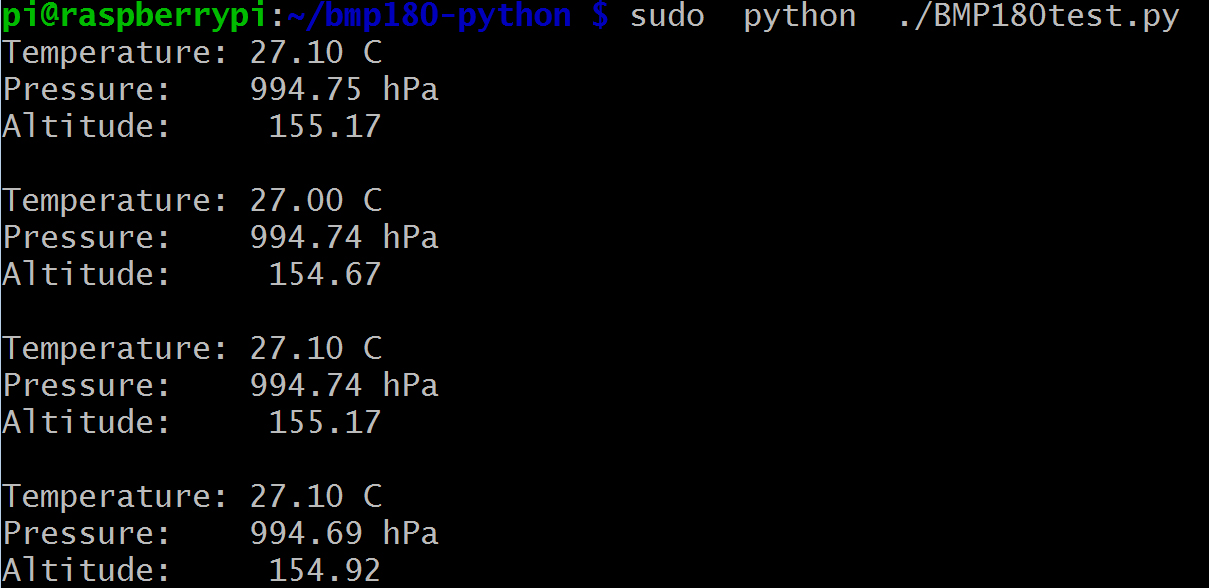 pi@raspberrypi:~/bmp180-python $ sudo  python  ./BMP180test.py
Temperature: 27.10 C
Pressure:    994.75 hPa
Altitude:     155.17
Temperature: 27.00 C
Pressure:    994.74 hPa
Altitude:     154.67
Temperature: 27.10 C
Pressure:    994.74 hPa
Altitude:     155.17
Temperature: 27.10 C
Pressure:    994.69 hPa
Altitude:     154.92